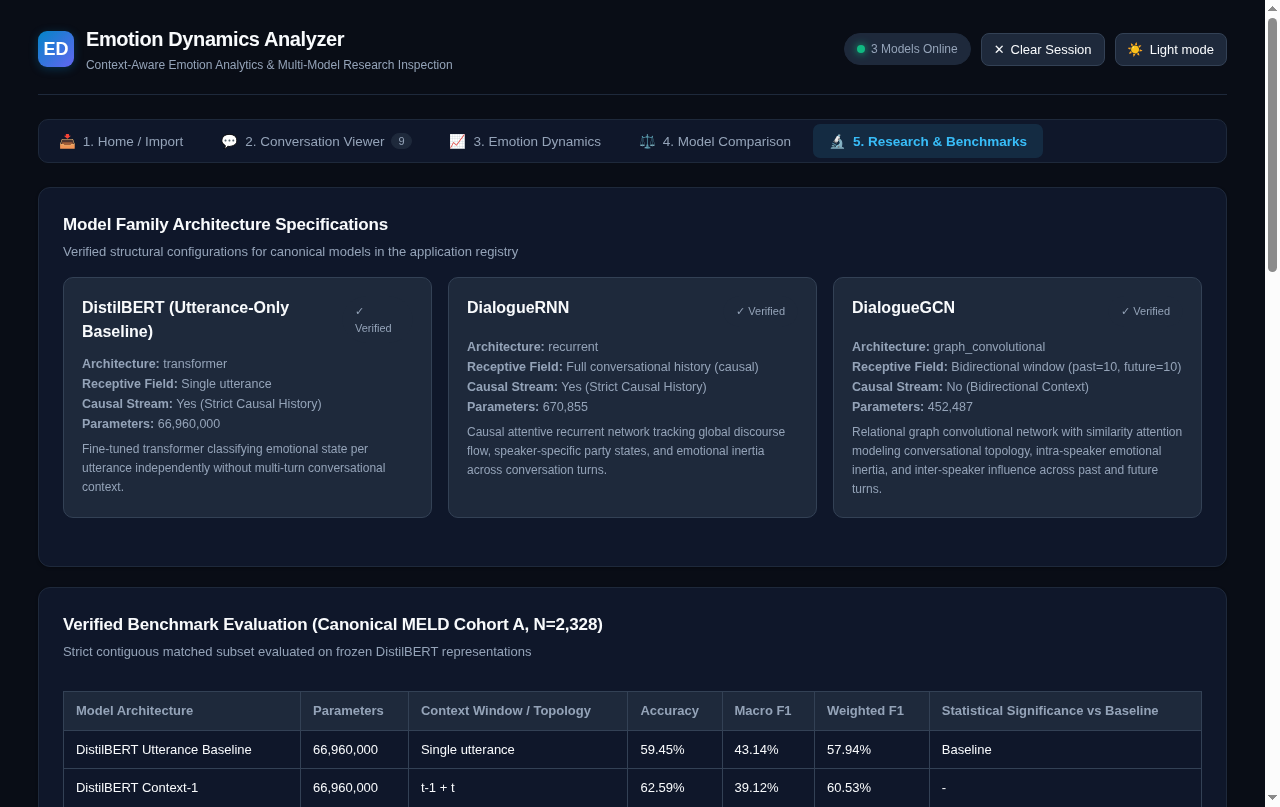 ED
Emotion Dynamics Analyzer
Context-Aware Emotion Analytics & Multi-Model Research Inspection
3 Models Online
✕ Clear Session
☀️ Light mode
📥 1. Home / Import
💬 2. Conversation Viewer 9
📈 3. Emotion Dynamics
⚖️ 4. Model Comparison
🔬 5. Research & Benchmarks
Model Family Architecture Specifications
Verified structural configurations for canonical models in the application registry
DistilBERT (Utterance-Only
Baseline)
✓
Verified
Architecture: transformer
Receptive Field: Single utterance
Causal Stream: Yes (Strict Causal History)
Parameters: 66,960,000
Fine-tuned transformer classifying emotional state per
utterance independently without multi-turn conversational
context.
DialogueRNN
✓ Verified
Architecture: recurrent
Receptive Field: Full conversational history (causal)
Causal Stream: Yes (Strict Causal History)
Parameters: 670,855
Causal attentive recurrent network tracking global discourse
flow, speaker-specific party states, and emotional inertia
across conversation turns.
DialogueGCN
✓ Verified
Architecture: graph_convolutional
Receptive Field: Bidirectional window (past=10, future=10)
Causal Stream: No (Bidirectional Context)
Parameters: 452,487
Relational graph convolutional network with similarity attention
modeling conversational topology, intra-speaker emotional
inertia, and inter-speaker influence across past and future
turns.
Verified Benchmark Evaluation (Canonical MELD Cohort A, N=2,328)
Strict contiguous matched subset evaluated on frozen DistilBERT representations
Model Architecture Parameters Context Window / Topology Accuracy Macro F1 Weighted F1 Statistical Significance vs Baseline
DistilBERT Utterance Baseline 66,960,000 Single utterance 59.45% 43.14% 57.94% Baseline
DistilBERT Context-1 66,960,000 t-1 + t 62.59% 39.12% 60.53% -